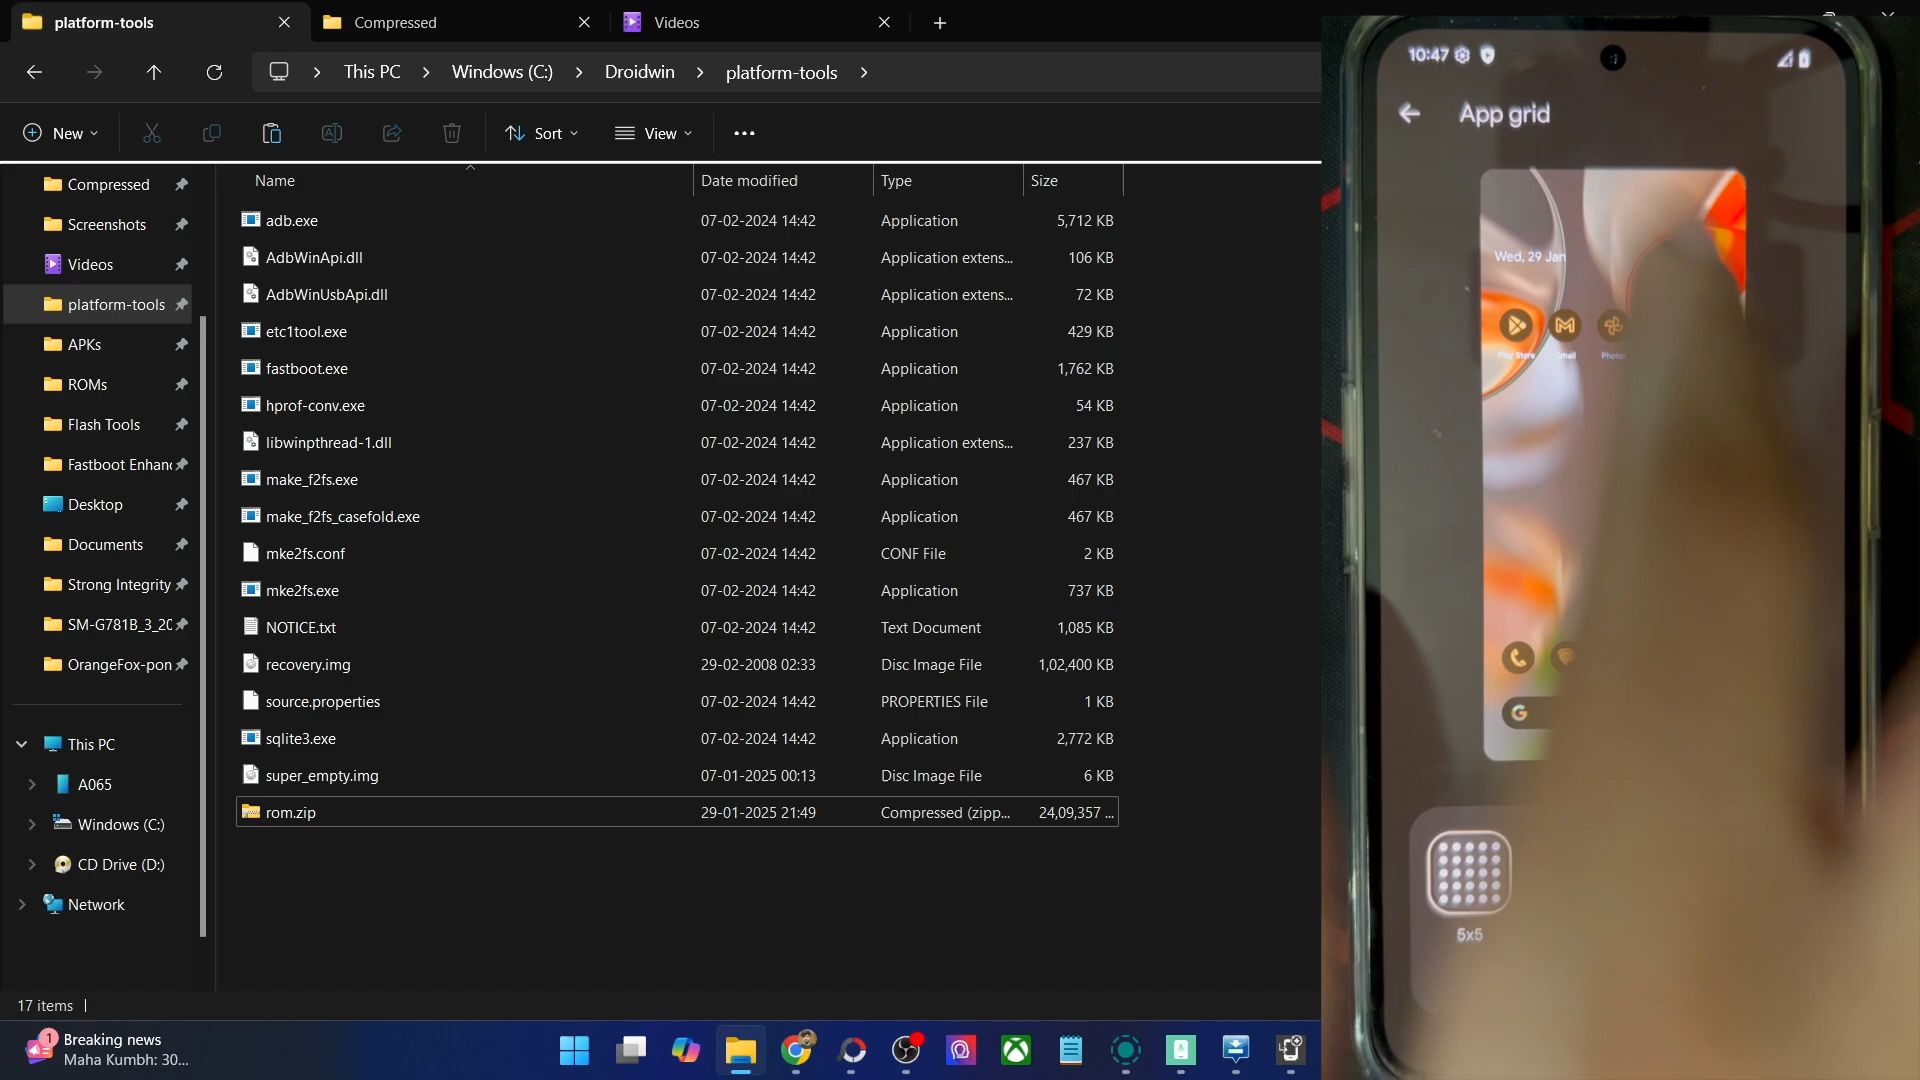 platform-tools
Compressed
Videos
This PC
Windows (C:)
Droidwin
platform-tools
New
Sort
View
Name
Date modified
Type
Size
Compressed
Screenshots
Videos
platform-tools
APKs
ROMs
Flash Tools
Fastboot Enhanc
Desktop
Documents
Strong Integrity
SM-G781B_3_20
OrangeFox-pon
This PC
A065
Windows (C:)
CD Drive (D:)
Network
adb.exe 07-02-2024 14:42 Application 5,712 KB
AdbWinApi.dll 07-02-2024 14:42 Application extens... 106 KB
AdbWinUsbApi.dll 07-02-2024 14:42 Application extens... 72 KB
etc1tool.exe 07-02-2024 14:42 Application 429 KB
fastboot.exe 07-02-2024 14:42 Application 1,762 KB
hprof-conv.exe 07-02-2024 14:42 Application 54 KB
libwinpthread-1.dll 07-02-2024 14:42 Application extens... 237 KB
make_f2fs.exe 07-02-2024 14:42 Application 467 KB
make_f2fs_casefold.exe 07-02-2024 14:42 Application 467 KB
mke2fs.conf 07-02-2024 14:42 CONF File 2 KB
mke2fs.exe 07-02-2024 14:42 Application 737 KB
NOTICE.txt 07-02-2024 14:42 Text Document 1,085 KB
recovery.img 29-02-2008 02:33 Disc Image File 1,02,400 KB
source.properties 07-02-2024 14:42 PROPERTIES File 1 KB
sqlite3.exe 07-02-2024 14:42 Application 2,772 KB
super_empty.img 07-01-2025 00:13 Disc Image File 6 KB
rom.zip 29-01-2025 21:49 Compressed (zipp... 24,09,357 ...
17 items
1
Breaking news
Maha Kumbh: 30...
10:47
App grid
Wed, 29 Jan
Play Store
Gmail
Photos
G
5x5